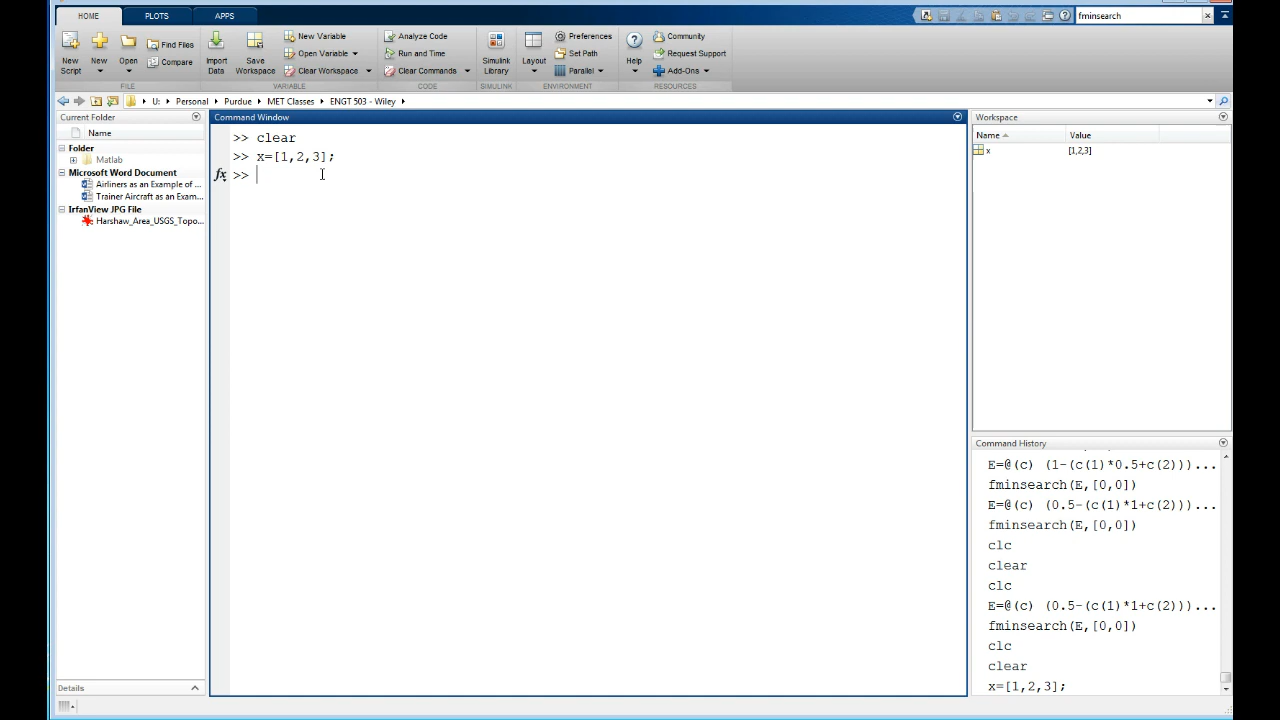 HOME PLOTS APPS fminsearch
New Script
New
Open
Find Files
Compare
FILE
Import Data
Save Workspace
New Variable
Open Variable
Clear Workspace
VARIABLE
Analyze Code
Run and Time
Clear Commands
CODE
Simulink Library
SIMULINK
Layout
Preferences
Set Path
Parallel
ENVIRONMENT
Help
Community
Request Support
Add-Ons
RESOURCES
U: Personal Purdue MET Classes ENGT 503 - Wiley
Current Folder
Name
Folder
Matlab
Microsoft Word Document
Airliners as an Example of ...
Trainer Aircraft as an Exam...
IrfanView JPG File
Harshaw_Area_USGS_Topo...
Details
Command Window
>> clear
>> x=[1,2,3];
fx >>
Workspace
Name Value
x [1,2,3]
Command History
E=@(c) (1-(c(1)*0.5+c(2)))...
fminsearch(E,[0,0])
E=@(c) (0.5-(c(1)*1+c(2)))...
fminsearch(E,[0,0])
clc
clear
clc
E=@(c) (0.5-(c(1)*1+c(2)))...
fminsearch(E,[0,0])
clc
clear
x=[1,2,3];